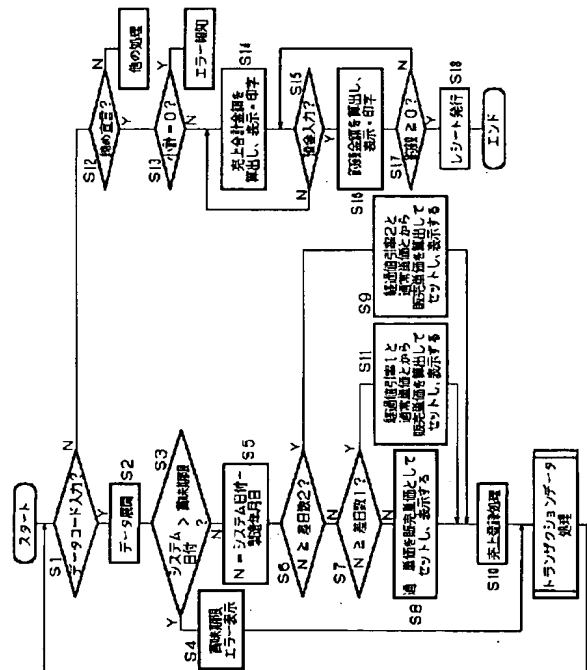 スタート
S1
データコード入力?
N
Y
データ展開
S2
システム > 賞味期限
日付 ?
S3
Y
N
S4
賞味期限
エラー表示
N = システム日付 -
製造年月日
S5
S6
N ≧ 差日数2?
Y
N
S7
N ≧ 差日数1?
Y
N
単価を販売単価として
セットし、表示する
S8
S11
経過値引率1と
通常単価とから
販売単価を算出して
セットし、表示する
S9
経過値引率2と
通常単価とから
販売単価を算出して
セットし、表示する
S10
売上登録処理
トランザクションデータ
処理
S12
締め宣言?
N
Y
他の処理
S13
小計 = 0?
Y
N
エラー報知
売上合計金額を
算出し、表示・印字
S14
S15
預金入力?
N
Y
S16
釣銭金額を算出し、
表示・印字
S17
釣銭 ≧ 0?
N
Y
レシート発行
S18
エンド